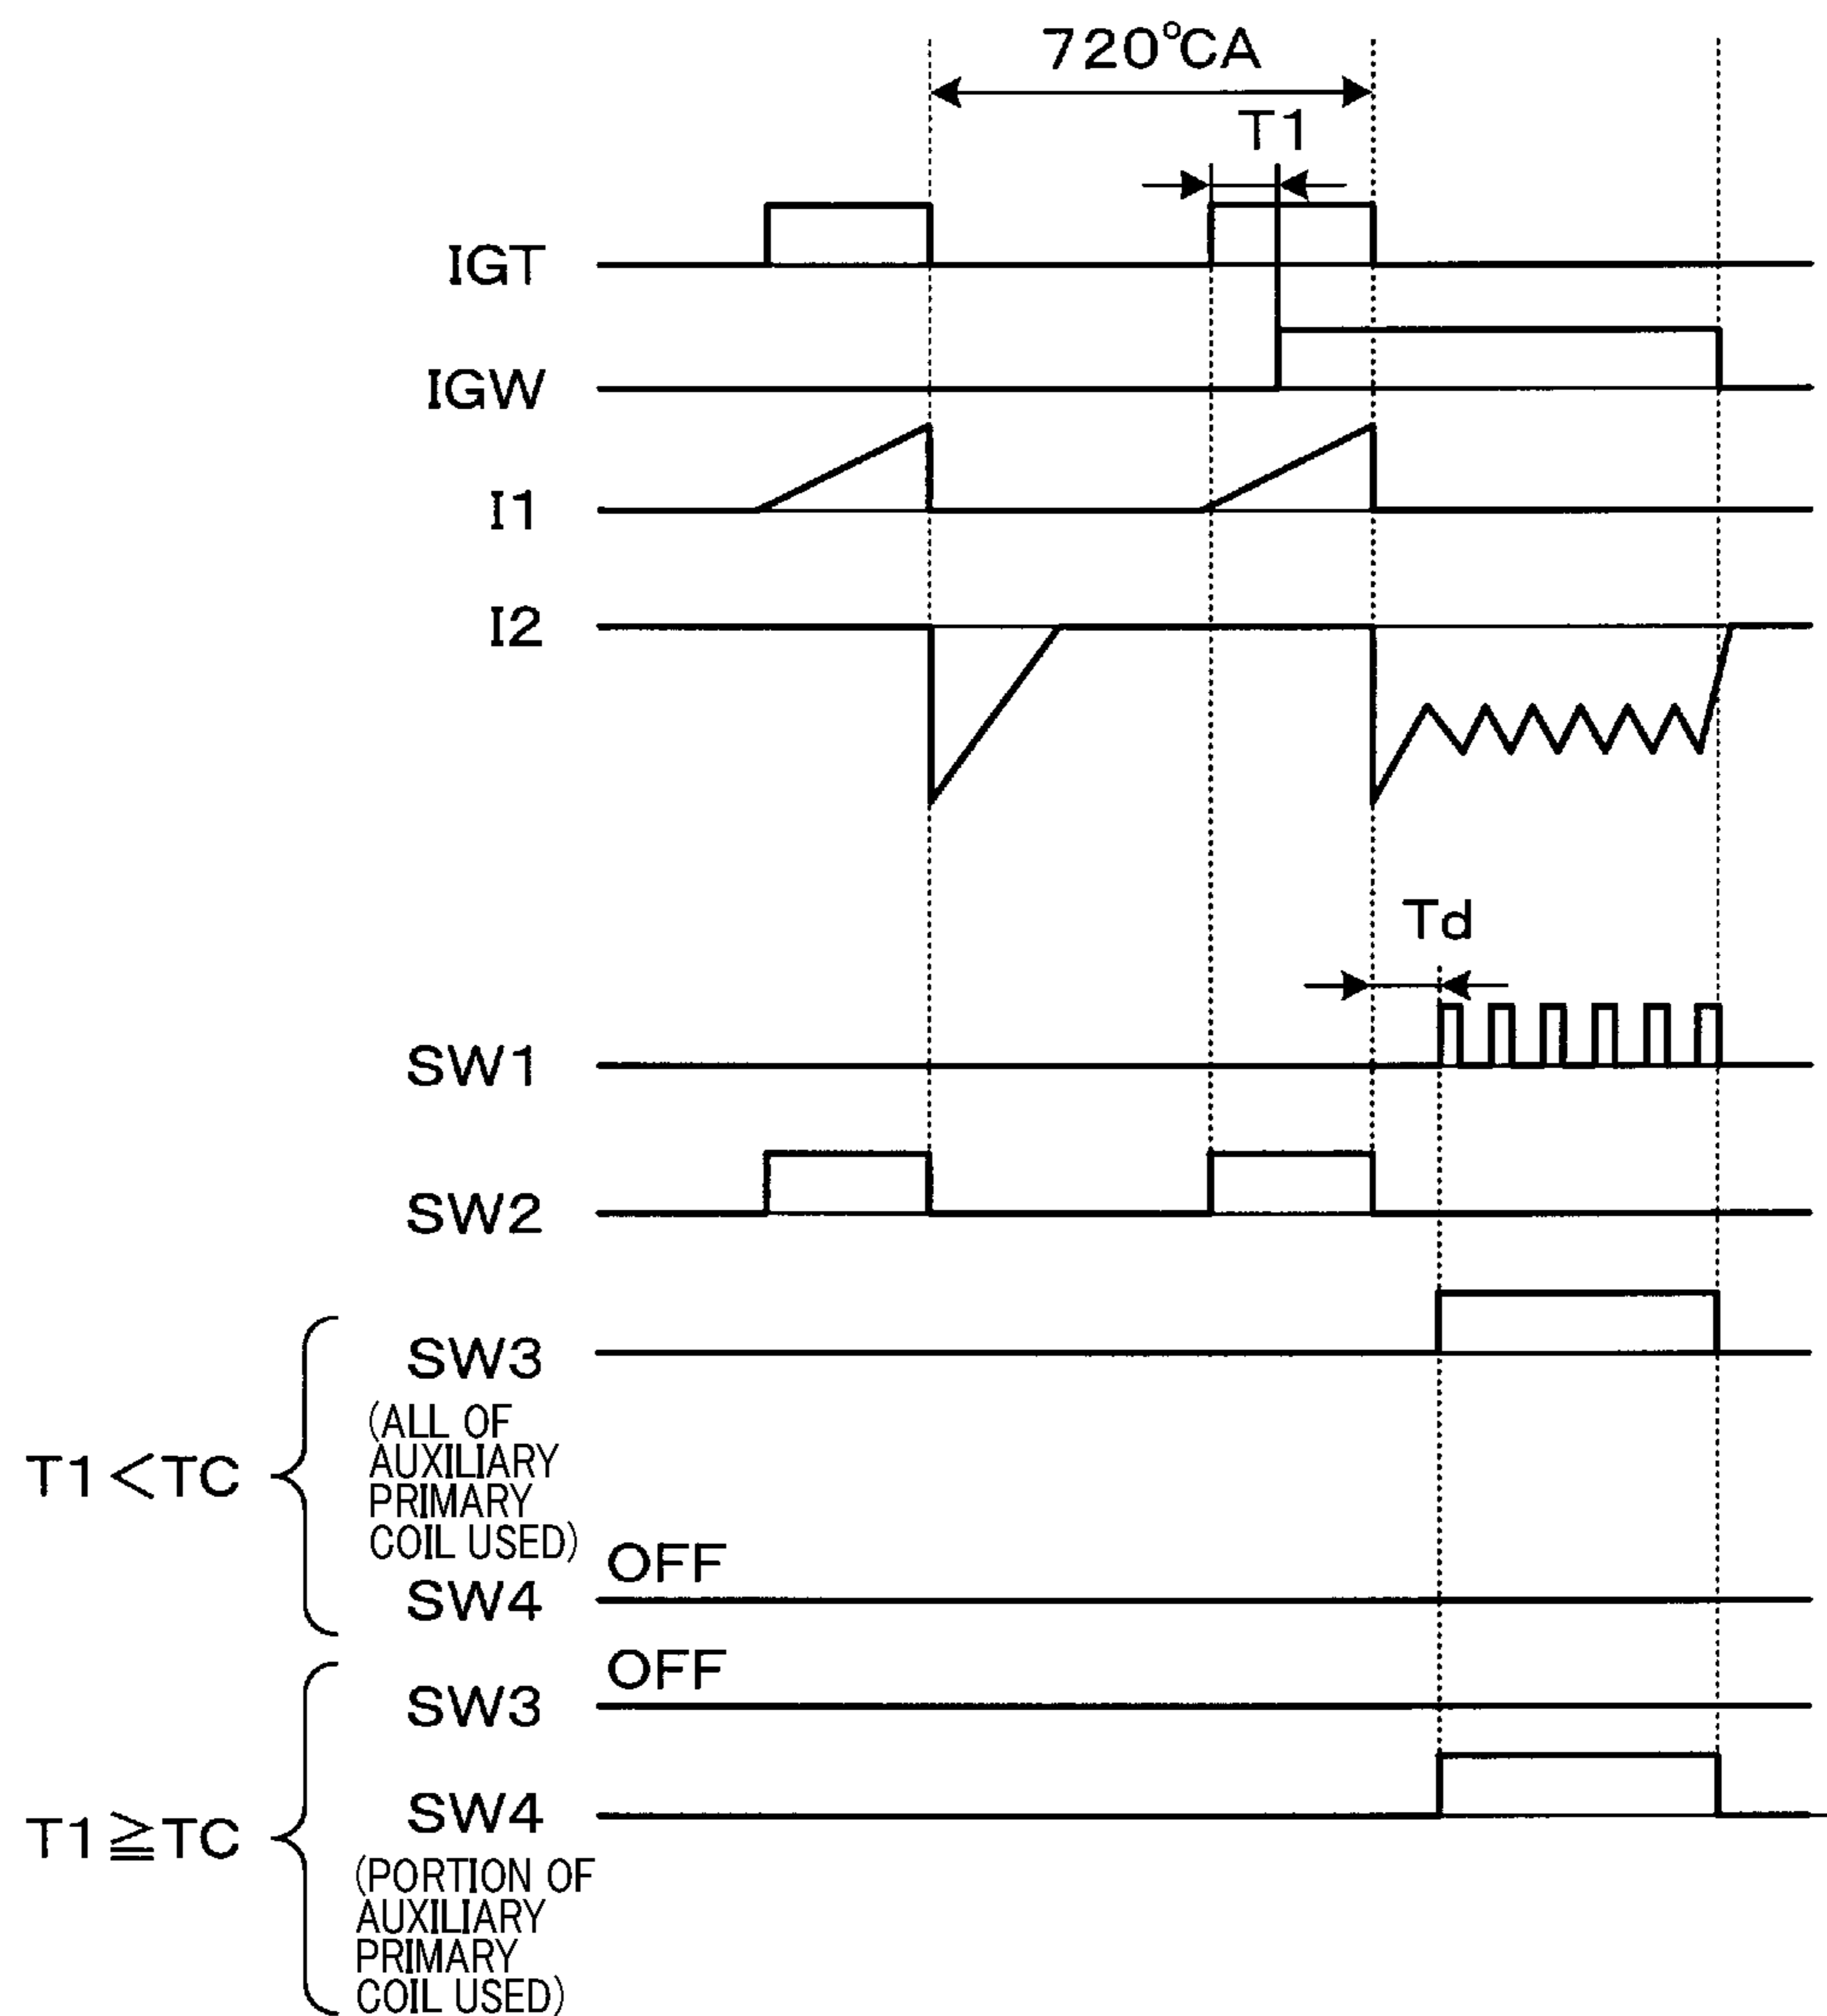 720°CA
T1
IGT
IGW
I1
I2
Td
SW1
SW2
T1<TC
SW3
(ALL OF
AUXILIARY
PRIMARY
COIL USED)
OFF
SW4
T1≧TC
OFF
SW3
SW4
(PORTION OF
AUXILIARY
PRIMARY
COIL USED)